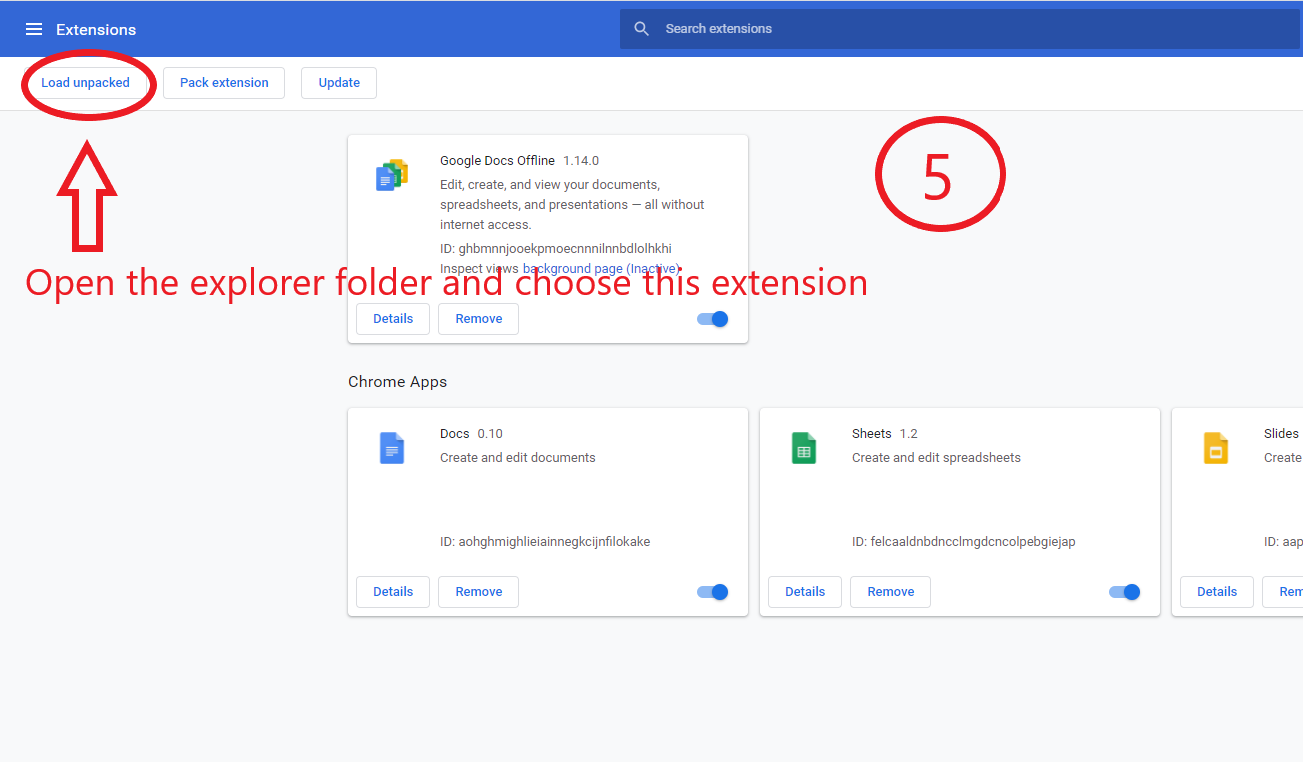 Extensions
Search extensions
Load unpacked
Pack extension
Update
5
Google Docs Offline 1.14.0
Edit, create, and view your documents,
spreadsheets, and presentations — all without
internet access.
ID: ghbmnnjooekpmoecnnnilnnbdlolhkhi
Inspect views background page (Inactive)
Open the explorer folder and choose this extension
Details
Remove
Chrome Apps
Docs 0.10
Create and edit documents
ID: aohghmighlieiainnegkcijnfilokake
Details
Remove
Sheets 1.2
Create and edit spreadsheets
ID: felcaaldnbdncclmgdcncolpebgiejap
Details
Remove
Slides
Create
ID: aap
Details
Rem